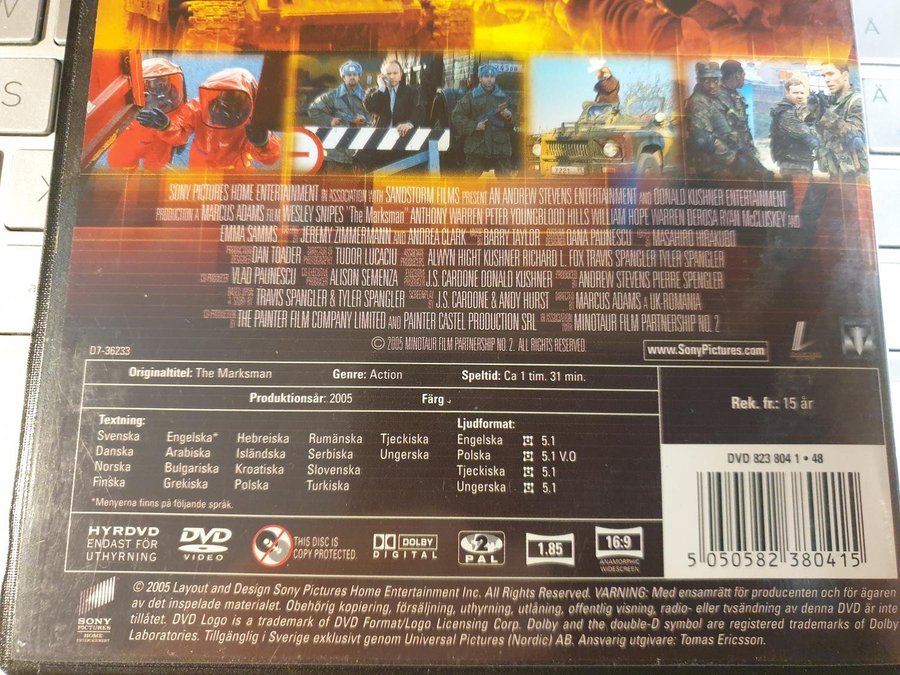 S
X
Å
Ä
SONY PICTURES HOME ENTERTAINMENT IN ASSOCIATION WITH SANDSTORM FILMS PRESENT AN ANDREW STEVENS ENTERTAINMENT AND DONALD KUSHNER ENTERTAINMENT
PRODUCTION A MARCUS ADAMS FILM WESLEY SNIPES "The Marksman" ANTHONY WARREN PETER YOUNGBLOOD HILLS WILLIAM HOPE WARREN DEROSA RYAN McCLUSKEY AND
EMMA SAMMS JEREMY ZIMMERMANN AND ANDREA CLARK BARRY TAYLOR DANA PAUNESCU MASAHIRO HIRAKUBO
DAN TOADER TUDOR LUCACIU ALWYN HIGHT KUSHNER RICHARD L. FOX TRAVIS SPANGLER TYLER SPANGLER
VLAD PAUNESCU ALISON SEMENZA J.S. CARDONE DONALD KUSHNER ANDREW STEVENS PIERRE SPENGLER
TRAVIS SPANGLER & TYLER SPANGLER SCREENPLAY BY J.S. CARDONE & ANDY HURST MARCUS ADAMS A UK-ROMANIA
THE PAINTER FILM COMPANY LIMITED AND PAINTER CASTEL PRODUCTION SRL MINOTAUR FILM PARTNERSHIP NO. 2
© 2005 MINOTAUR FILM PARTNERSHIP NO. 2. ALL RIGHTS RESERVED.
www.SonyPictures.com
D7-36233
Originaltitel: The Marksman Genre: Action Speltid: Ca 1 tim. 31 min.
Produktionsår: 2005 Färg
Rek. fr.: 15 år
Textning: Ljudformat:
Svenska Engelska* Hebreiska Rumänska Tjeckiska Engelska 5.1
Danska Arabiska Isländska Serbiska Ungerska Polska 5.1 V.O
Norska Bulgariska Kroatiska Slovenska Tjeckiska 5.1
Finska Grekiska Polska Turkiska Ungerska 5.1
*Menyerna finns på följande språk.
DVD 823 804 1 • 48
5 050582 380415
HYRDVD
ENDAST FÖR
UTHYRNING
DVD
VIDEO
THIS DISC IS
COPY PROTECTED
DOLBY
DIGITAL
2
PAL
1.85
16:9
ANAMORPHIC
WIDESCREEN
SONY
PICTURES
HOME
ENTERTAINMENT
© 2005 Layout and Design Sony Pictures Home Entertainment Inc. All Rights Reserved. VARNING: Med ensamrätt för producenten och för ägaren
av det inspelade materialet. Obehörig kopiering, försäljning, uthyrning, utlåning, offentlig visning, radio- eller tvsändning av denna DVD är inte
tillåtet. DVD Logo is a trademark of DVD Format/Logo Licensing Corp. Dolby and the double-D symbol are registered trademarks of Dolby
Laboratories. Tillgänglig i Sverige exklusivt genom Universal Pictures (Nordic) AB. Ansvarig utgivare: Tomas Ericsson.